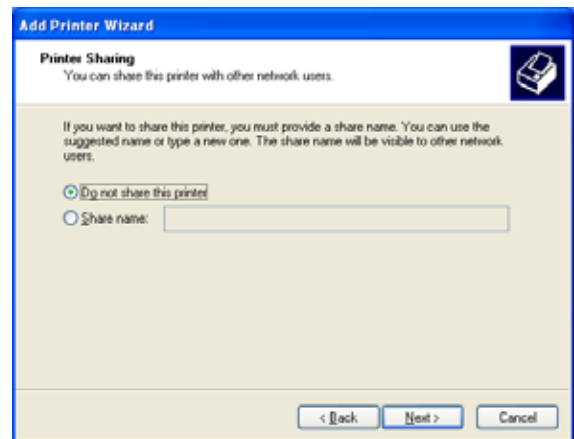 Add Printer Wizard
Printer Sharing
You can share this printer with other network users.
If you want to share this printer, you must provide a share name. You can use the
suggested name or type a new one. The share name will be visible to other network
users.
Do not share this printer
Share name:
< Back
Next >
Cancel